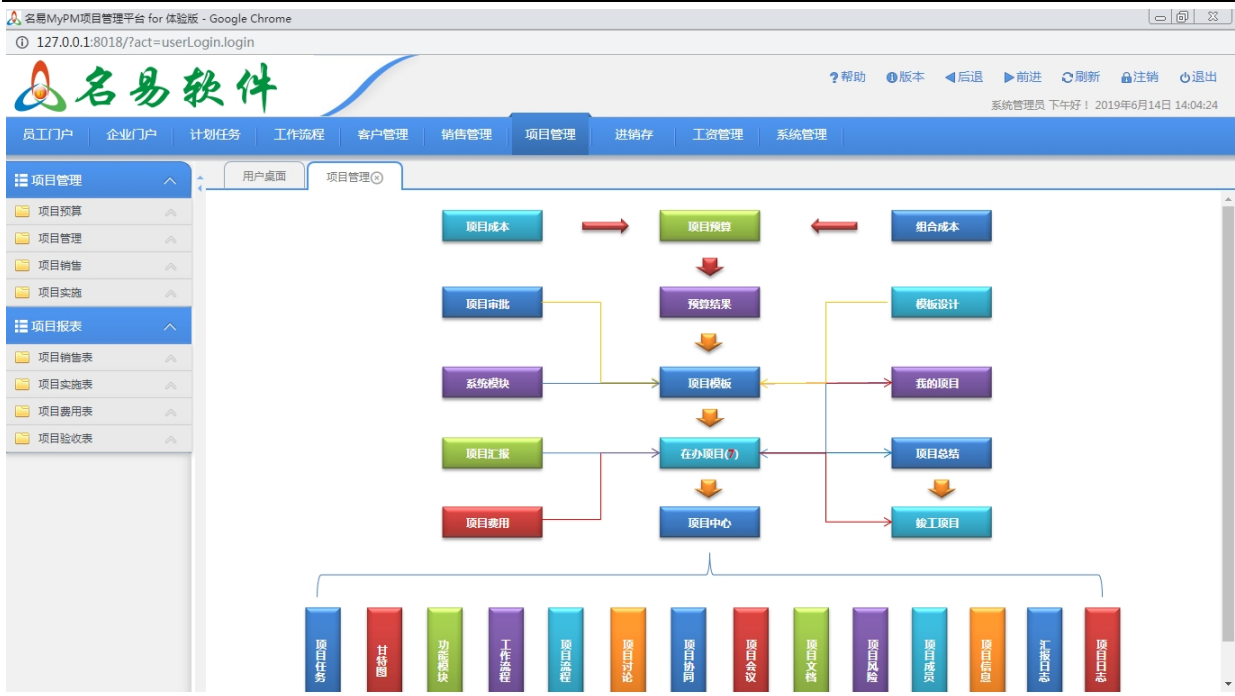 名易MyPM项目管理平台 for 体验版 - Google Chrome
127.0.0.1:8018/?act=userLogin.login
名易软件
帮助 版本 后退 前进 刷新 注销 退出
系统管理员 下午好！ 2019年6月14日 14:04:24
员工门户 企业门户 计划任务 工作流程 客户管理 销售管理 项目管理 进销存 工资管理 系统管理
项目管理
项目预算
项目管理
项目销售
项目实施
项目报表
项目销售表
项目实施表
项目费用表
项目验收表
用户桌面 项目管理
项目成本 项目预算 组合成本
项目审批 预算结果 模板设计
系统模块 项目模板 我的项目
项目汇报 在办项目(7) 项目总结
项目费用 项目中心 竣工项目
项目任务
甘特图
功能模块
工作流程
项目流程
项目讨论
项目协同
项目会议
项目文档
项目风险
项目成员
项目信息
汇报日志
项目日志